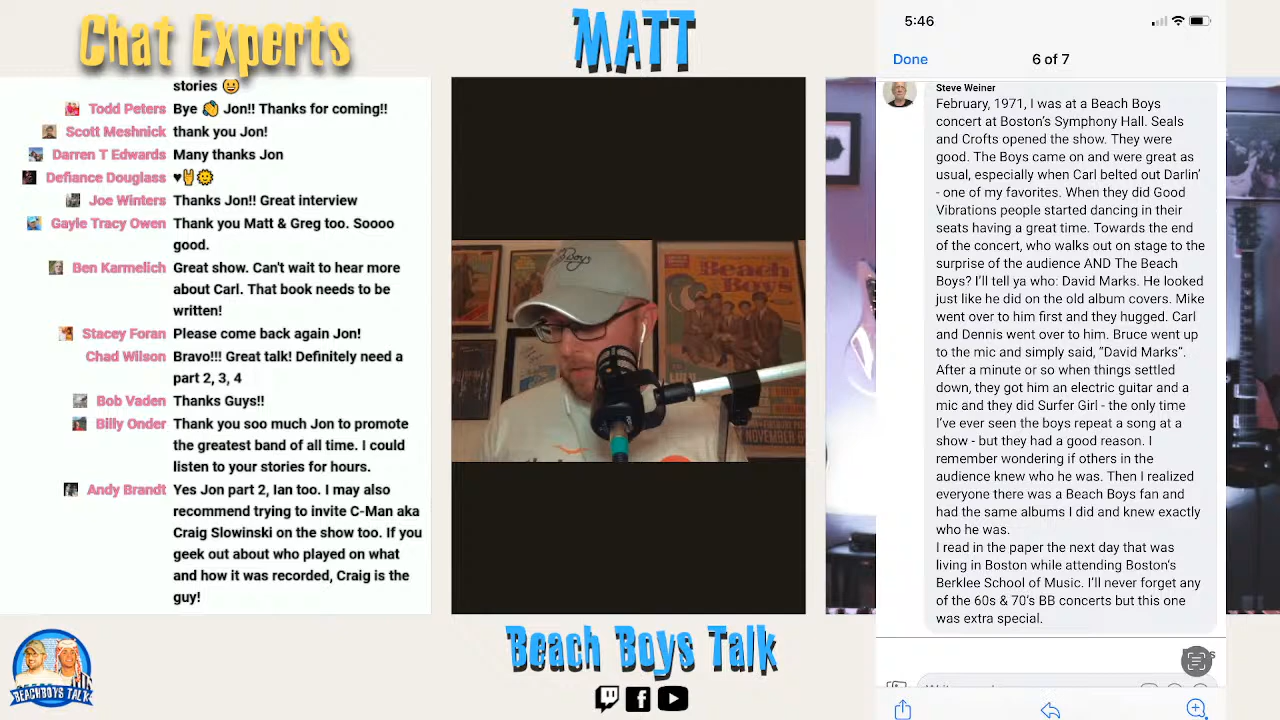 Chat Experts
stories 😀
Todd Peters Bye 👋 Jon!! Thanks for coming!!
Scott Meshnick thank you Jon!
Darren T Edwards Many thanks Jon
Defiance Douglass ♥🤘🌞
Joe Winters Thanks Jon!! Great interview
Gayle Tracy Owen Thank you Matt & Greg too. Soooo
good.
Ben Karmelich Great show. Can't wait to hear more
about Carl. That book needs to be
written!
Stacey Foran Please come back again Jon!
Chad Wilson Bravo!!! Great talk! Definitely need a
part 2, 3, 4
Bob Vaden Thanks Guys!!
Billy Onder Thank you soo much Jon to promote
the greatest band of all time. I could
listen to your stories for hours.
Andy Brandt Yes Jon part 2, Ian too. I may also
recommend trying to invite C-Man aka
Craig Slowinski on the show too. If you
geek out about who played on what
and how it was recorded, Craig is the
guy!
BEACHBOYS TALK
MATT
Beach
Boys
NOVEMBER
Beach Boys Talk
5:46
Done 6 of 7
Steve Weiner
February, 1971, I was at a Beach Boys
concert at Boston's Symphony Hall. Seals
and Crofts opened the show. They were
good. The Boys came on and were great as
usual, especially when Carl belted out Darlin'
- one of my favorites. When they did Good
Vibrations people started dancing in their
seats having a great time. Towards the end
of the concert, who walks out on stage to the
surprise of the audience AND The Beach
Boys? I'll tell ya who: David Marks. He looked
just like he did on the old album covers. Mike
went over to him first and they hugged. Carl
and Dennis went over to him. Bruce went up
to the mic and simply said, "David Marks".
After a minute or so when things settled
down, they got him an electric guitar and a
mic and they did Surfer Girl - the only time
I've ever seen the boys repeat a song at a
show - but they had a good reason. I
remember wondering if others in the
audience knew who he was. Then I realized
everyone there was a Beach Boys fan and
had the same albums I did and knew exactly
who he was.
I read in the paper the next day that was
living in Boston while attending Boston's
Berklee School of Music. I'll never forget any
of the 60s & 70's BB concerts but this one
was extra special.